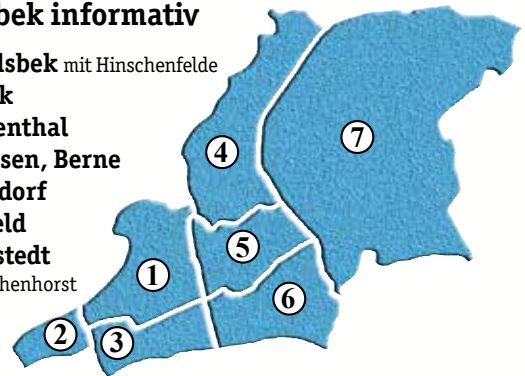 bek informativ
lsbek mit Hinschenfelde
k
enthal
sen, Berne
dorf
eld
stedt
henhorst
4
7
5
1
6
2
3